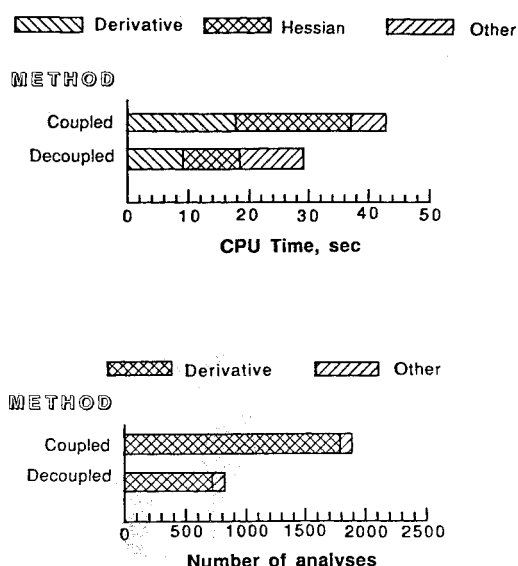 Derivative Hessian Other
METHOD
Coupled
Decoupled
0 10 20 30 40 50
CPU Time, sec
Derivative Other
METHOD
Coupled
Decoupled
0 500 1000 1500 2000 2500
Number of analyses